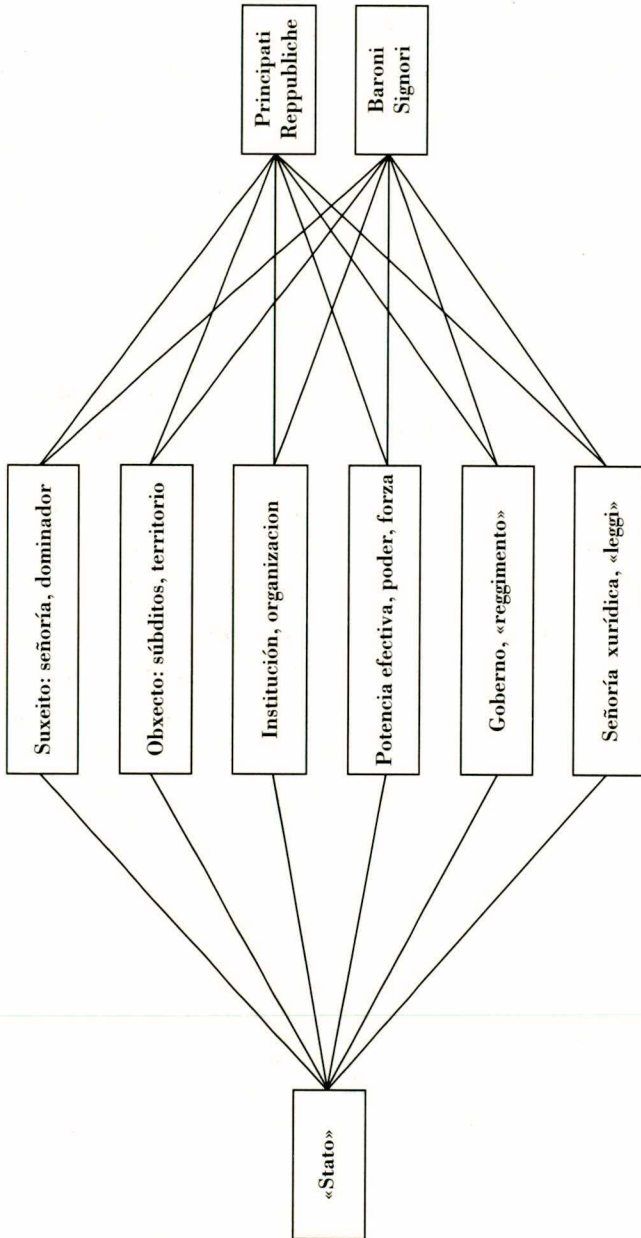 «Stato»
Suxeito: señoría, dominador
Obxecto: súbditos, territorio
Institución, organizacion
Potencia efectiva, poder, forza
Goberno, «reggimento»
Señoría xurídica, «leggi»
Principati
Reppubliche
Baroni
Signori